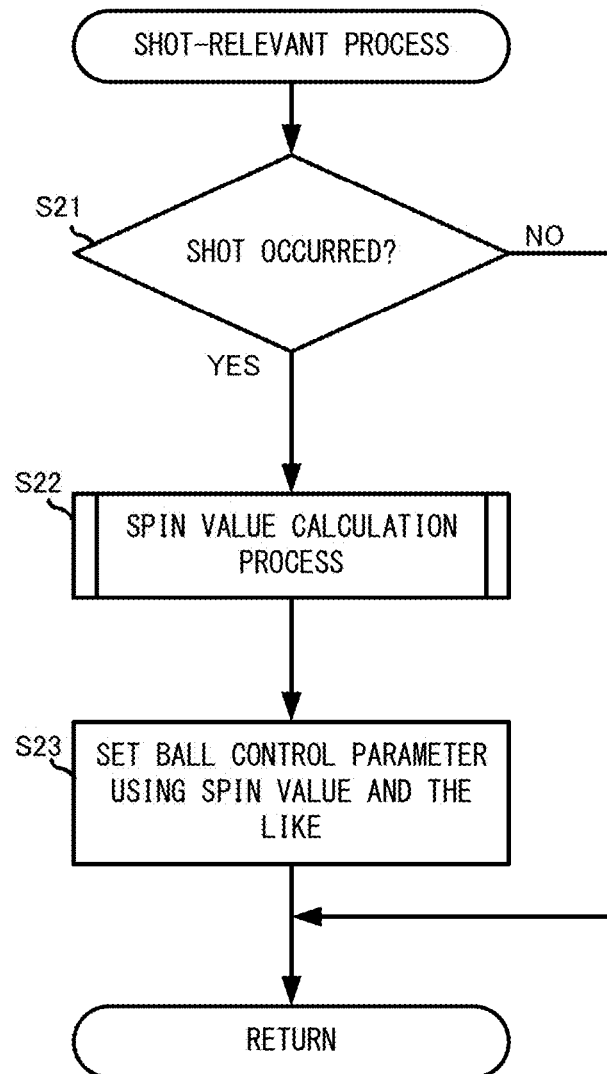 SHOT-RELEVANT PROCESS
S21
SHOT OCCURRED?
NO
YES
S22
SPIN VALUE CALCULATION
PROCESS
S23
SET BALL CONTROL PARAMETER
USING SPIN VALUE AND THE
LIKE
RETURN